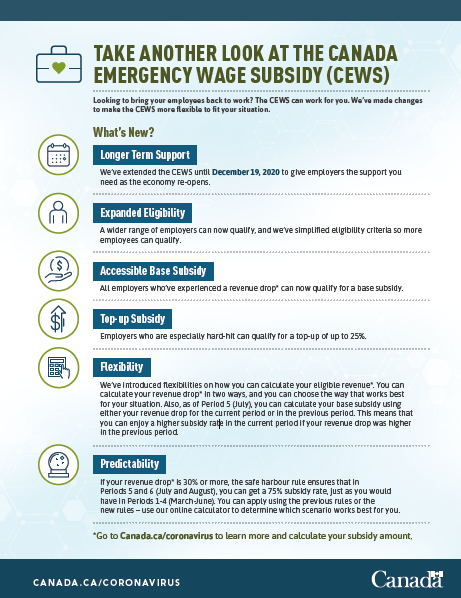 TAKE ANOTHER LOOK AT THE CANADA
EMERGENCY WAGE SUBSIDY (CEWS)
Looking to bring your employees back to work? The CEWS can work for you. We've made changes
to make the CEWS more flexible to fit your situation.
What's New?
Longer Term Support
We've extended the CEWS until December 19, 2020 to give employers the support you
need as the economy re-opens.
Expanded Eligibility
A wider range of employers can now qualify, and we've simplified eligibility criteria so more
employees can qualify.
Accessible Base Subsidy
All employers who've experienced a revenue drop* can now qualify for a base subsidy.
Top-up Subsidy
Employers who are especially hard-hit can qualify for a top-up of up to 25%.
Flexibility
We've introduced flexibilities on how you can calculate your eligible revenue*. You can
calculate your revenue drop* in two ways, and you can choose the way that works best
for your situation. Also, as of Period 5 (July), you can calculate your base subsidy using
either your revenue drop for the current period or in the previous period. This means that
you can enjoy a higher subsidy rate in the current period if your revenue drop was higher
in the previous period.
Predictability
If your revenue drop* is 30% or more, the safe harbour rule ensures that in
Periods 5 and 6 (July and August), you can get a 75% subsidy rate, just as you would
have in Periods 1-4 (March-June). You can apply using the previous rules or the
new rules – use our online calculator to determine which scenario works best for you.
*Go to Canada.ca/coronavirus to learn more and calculate your subsidy amount.
CANADA.CA/CORONAVIRUS
Canada